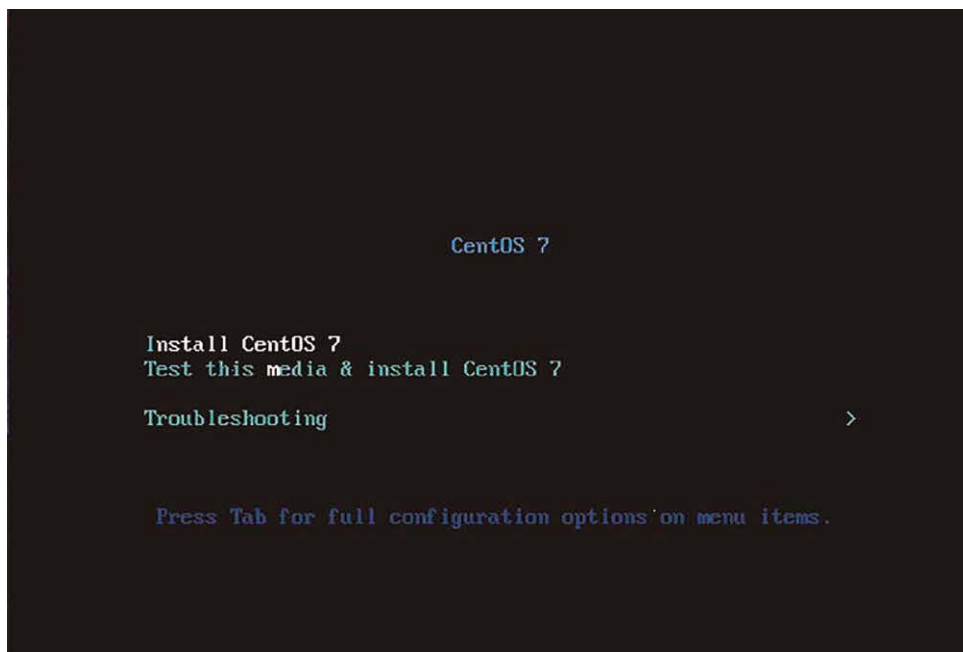 CentOS 7
Install CentOS 7
Test this media & install CentOS 7
Troubleshooting >
Press Tab for full configuration options on menu items.